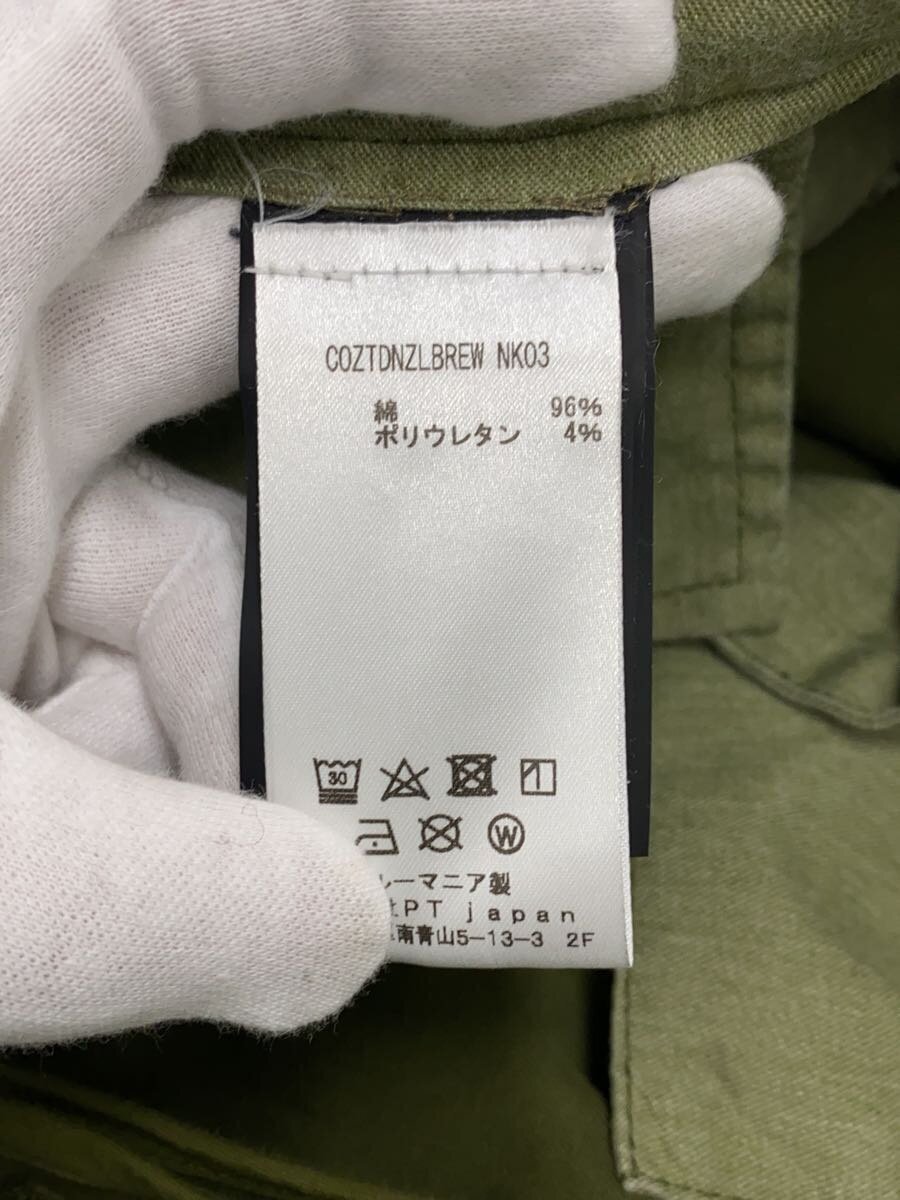 COZTDNZLBREW NK03
綿 96%
ポリウレタン 4%
30
W
ルーマニア製
PT japan
南青山5-13-3 2F